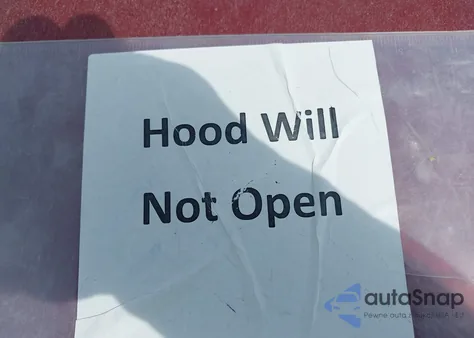 Hood Will
Not Open
autoSnap